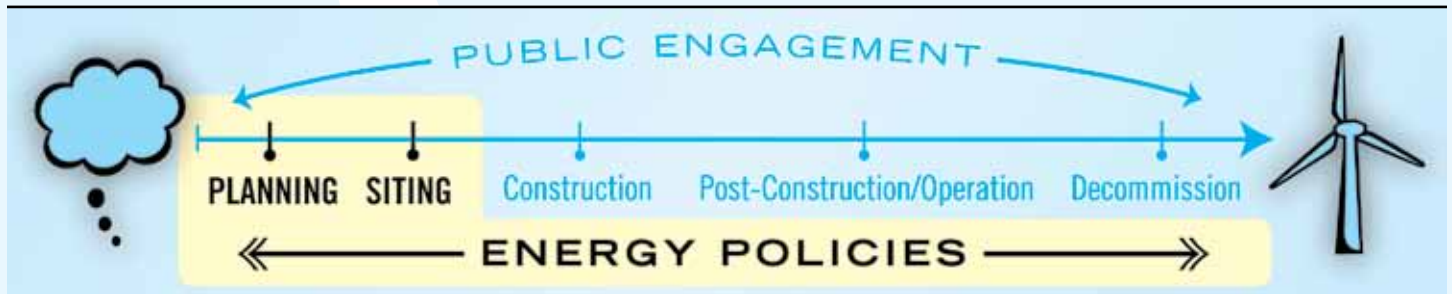 PUBLIC ENGAGEMENT
PLANNING SITING Construction Post-Construction/Operation Decommission
ENERGY POLICIES